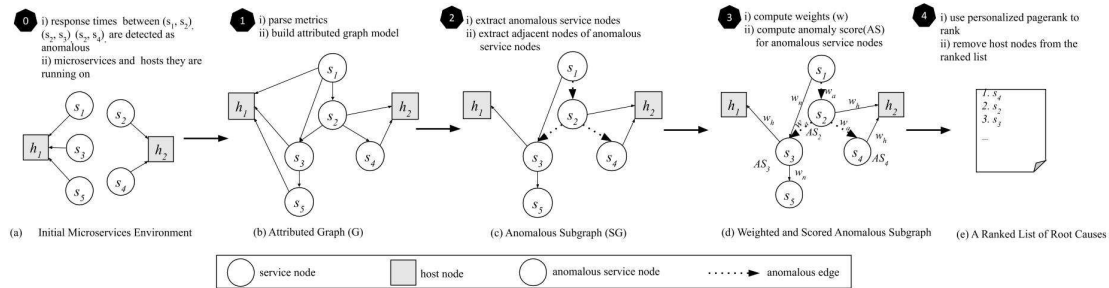 0
i) response times between (s1, s2),
(s2, s3), (s2, s4), are detected as
anomalous
ii) microservices and hosts they are
running on
s1
s2
h1
s3
h2
s4
s5
(a) Initial Microservices Environment
1
i) parse metrics
ii) build attributed graph model
s1
h1
h2
s2
s3
s4
s5
(b) Attributed Graph (G)
2
i) extract anomalous service nodes
ii) extract adjacent nodes of anomalous
service nodes
s1
h1
h2
s2
s3
s4
s5
(c) Anomalous Subgraph (SG)
3
i) compute weights (w)
ii) compute anomaly score(AS)
for anomalous service nodes
s1
h1
wn
wa
h2
s2
wh
wh
AS2
wa
wh
s3
s4
AS3
AS4
wn
s5
(d) Weighted and Scored Anomalous Subgraph
4
i) use personalized pagerank to
rank
ii) remove host nodes from the
ranked list
1. s4
2. s2
3. s3
...
(e) A Ranked List of Root Causes
service node
host node
anomalous service node
anomalous edge